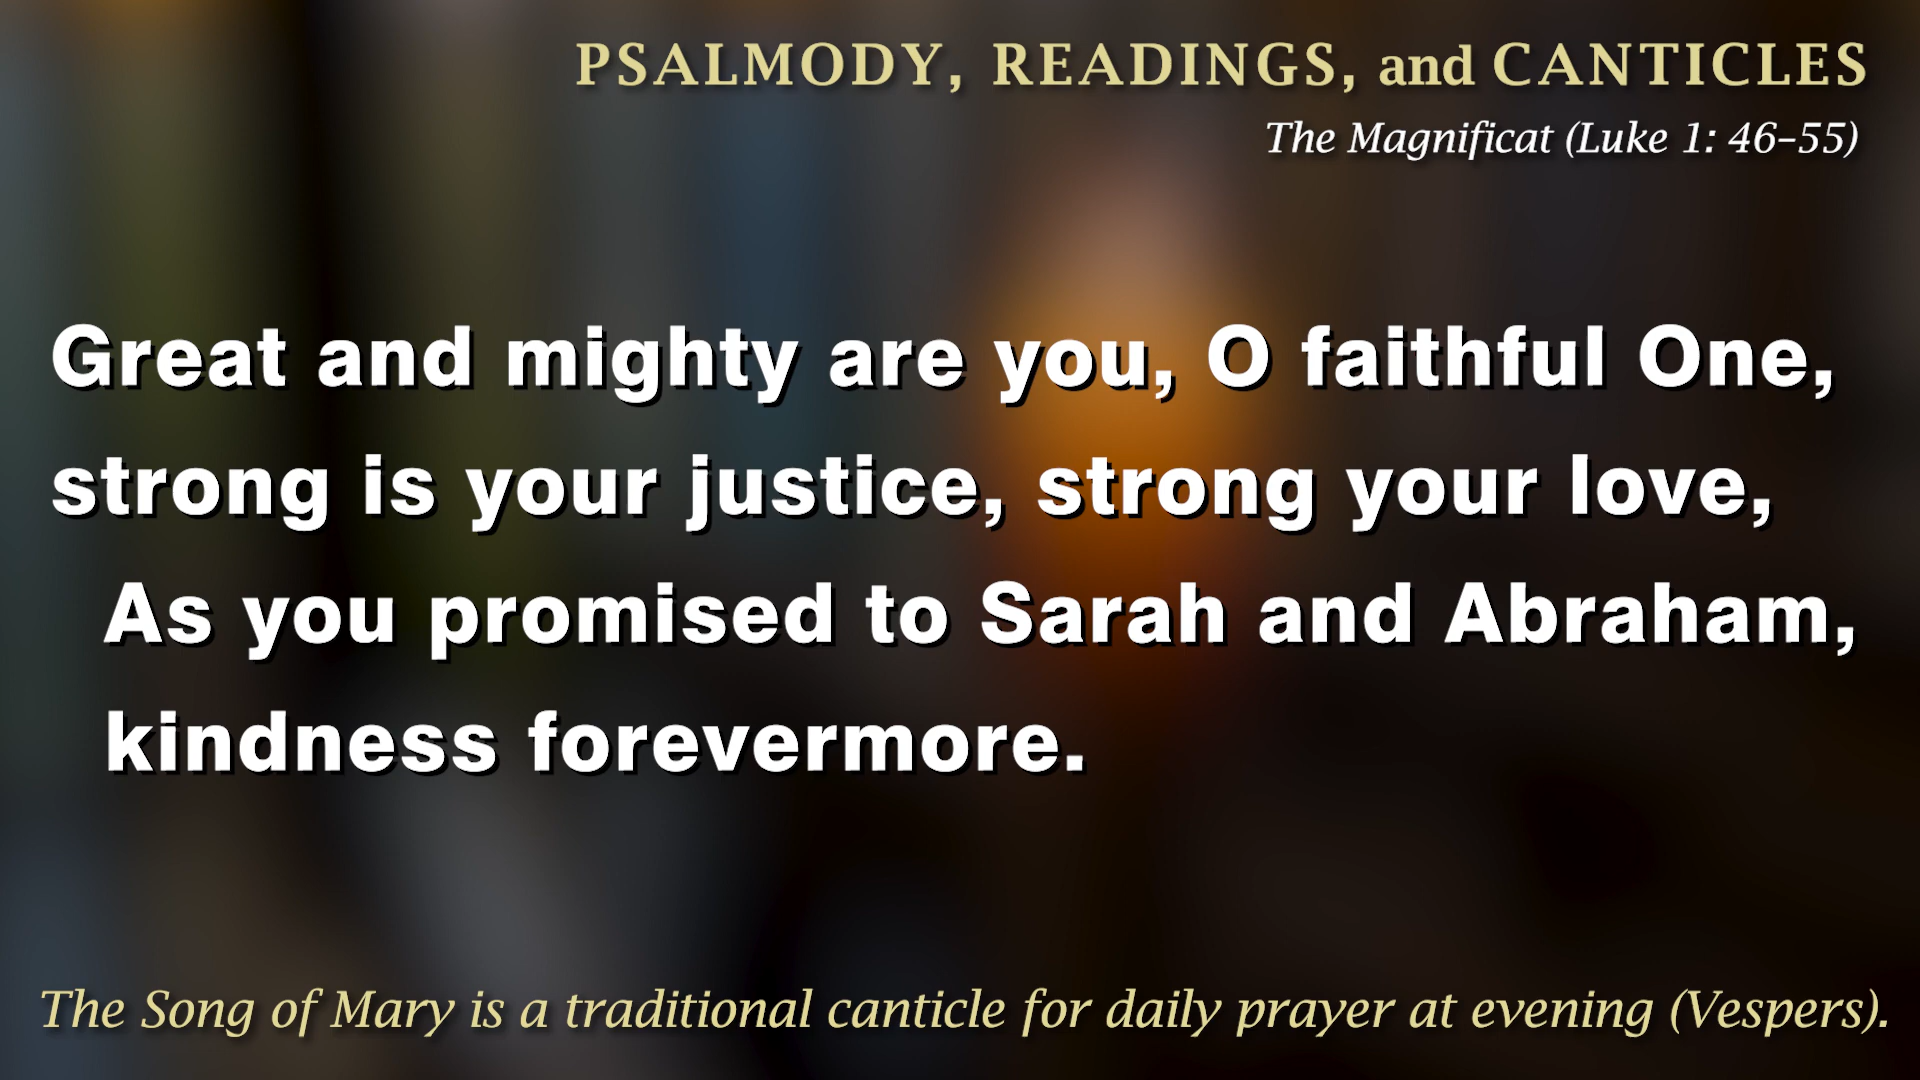 PSALMODY, READINGS, and CANTICLES
The Magnificat (Luke 1: 46–55)
Great and mighty are you, O faithful One,
strong is your justice, strong your love,
As you promised to Sarah and Abraham,
kindness forevermore.
The Song of Mary is a traditional canticle for daily prayer at evening (Vespers).